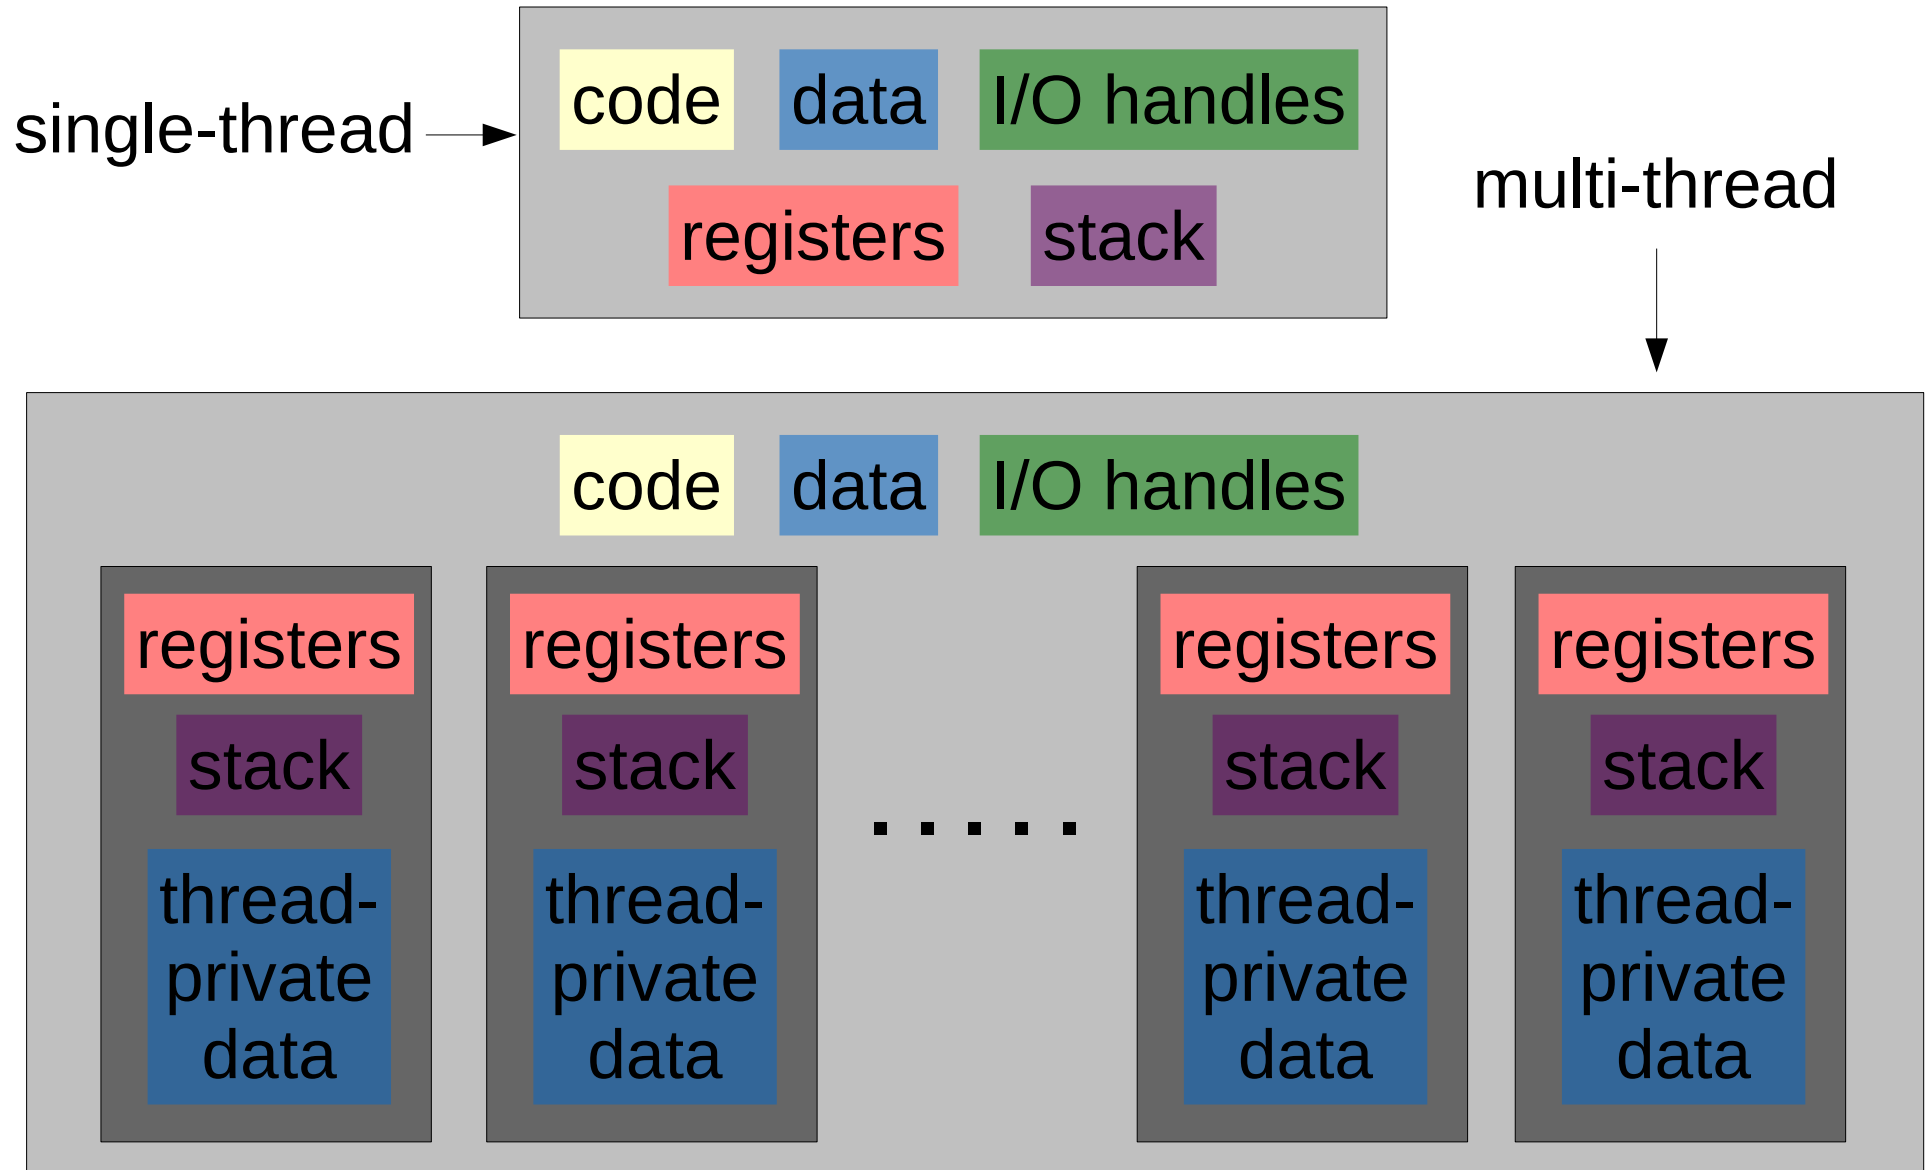 code data I/O handles
single-thread
multi-thread
registers stack
code data I/O handles
registers registers registers registers
stack stack stack stack
. . . . .
thread- thread- thread- thread-
private private private private
data data data data